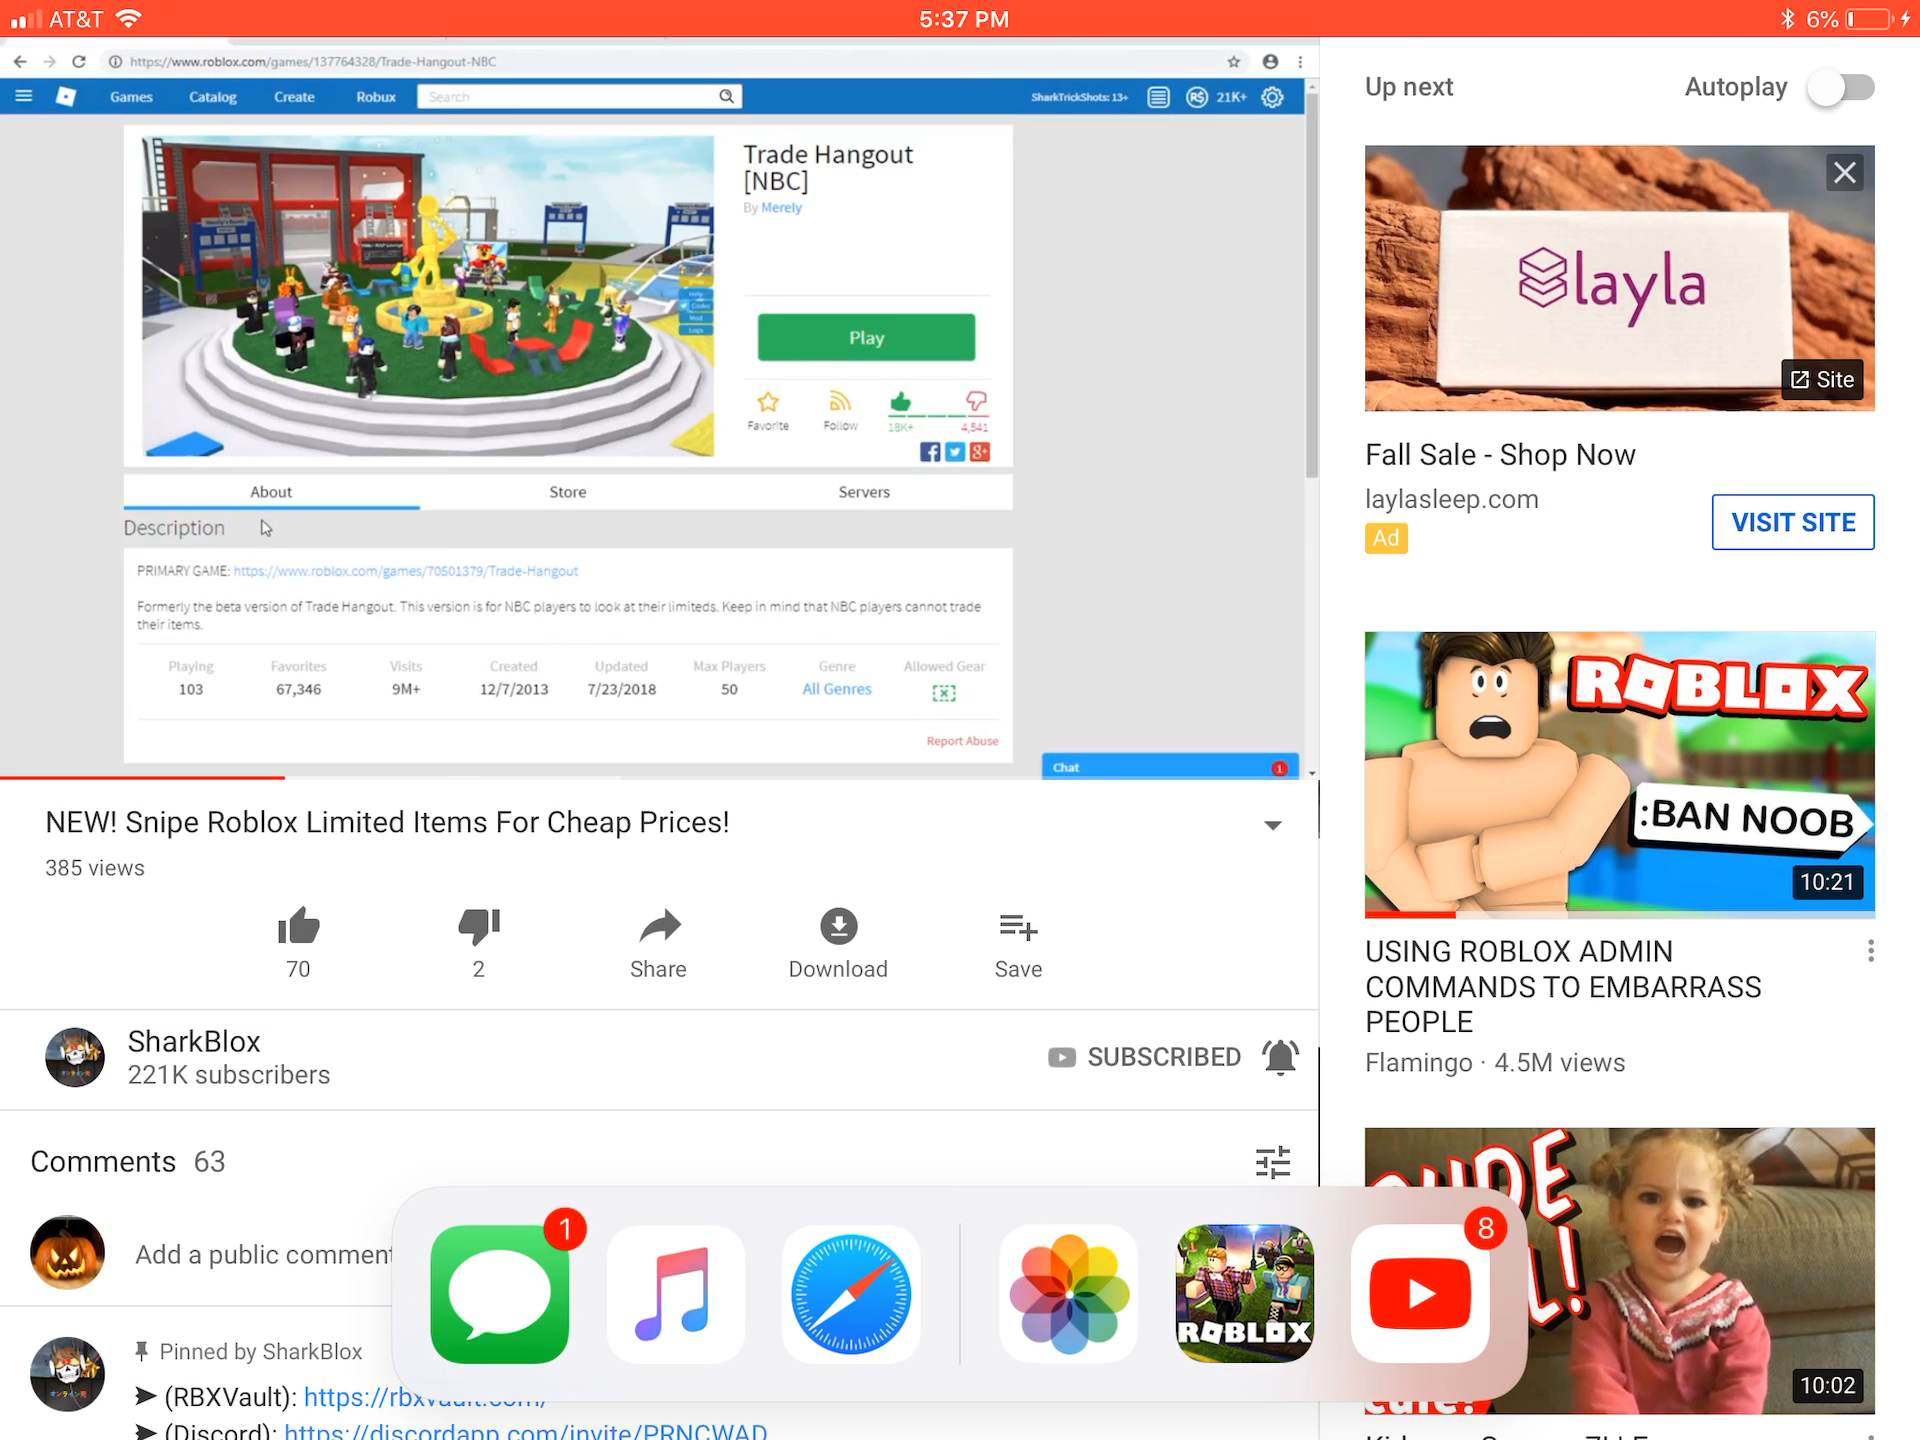 AT&T
5:37 PM
6%
https://www.roblox.com/games/137764328/Trade-Hangout-NBC
Games
Catalog
Create
Robux
Search
SharkTrickShots: 13+
R$
21K+
Trade Hangout
[NBC]
By Merely
Play
Favorite
Follow
18K+
4,541
About
Store
Servers
Description
PRIMARY GAME: https://www.roblox.com/games/70501379/Trade-Hangout
Formerly the beta version of Trade Hangout. This version is for NBC players to look at their limiteds. Keep in mind that NBC players cannot trade
their items.
Playing
Favorites
Visits
Created
Updated
Max Players
Genre
Allowed Gear
103
67,346
9M+
12/7/2013
7/23/2018
50
All Genres
Report Abuse
Chat
1
NEW! Snipe Roblox Limited Items For Cheap Prices!
385 views
70
2
Share
Download
Save
SharkBlox
221K subscribers
SUBSCRIBED
Comments 63
Add a public comment
Pinned by SharkBlox
➤ (RBXVault): https://rbxvault.com/
➤ (Discord): https://discordapp.com/invite/PRNCWAD
1
ROBLOX
8
Up next
Autoplay
layla
Site
Fall Sale - Shop Now
laylasleep.com
Ad
VISIT SITE
ROBLOX
:BAN NOOB
10:21
USING ROBLOX ADMIN
COMMANDS TO EMBARRASS
PEOPLE
Flamingo · 4.5M views
10:02